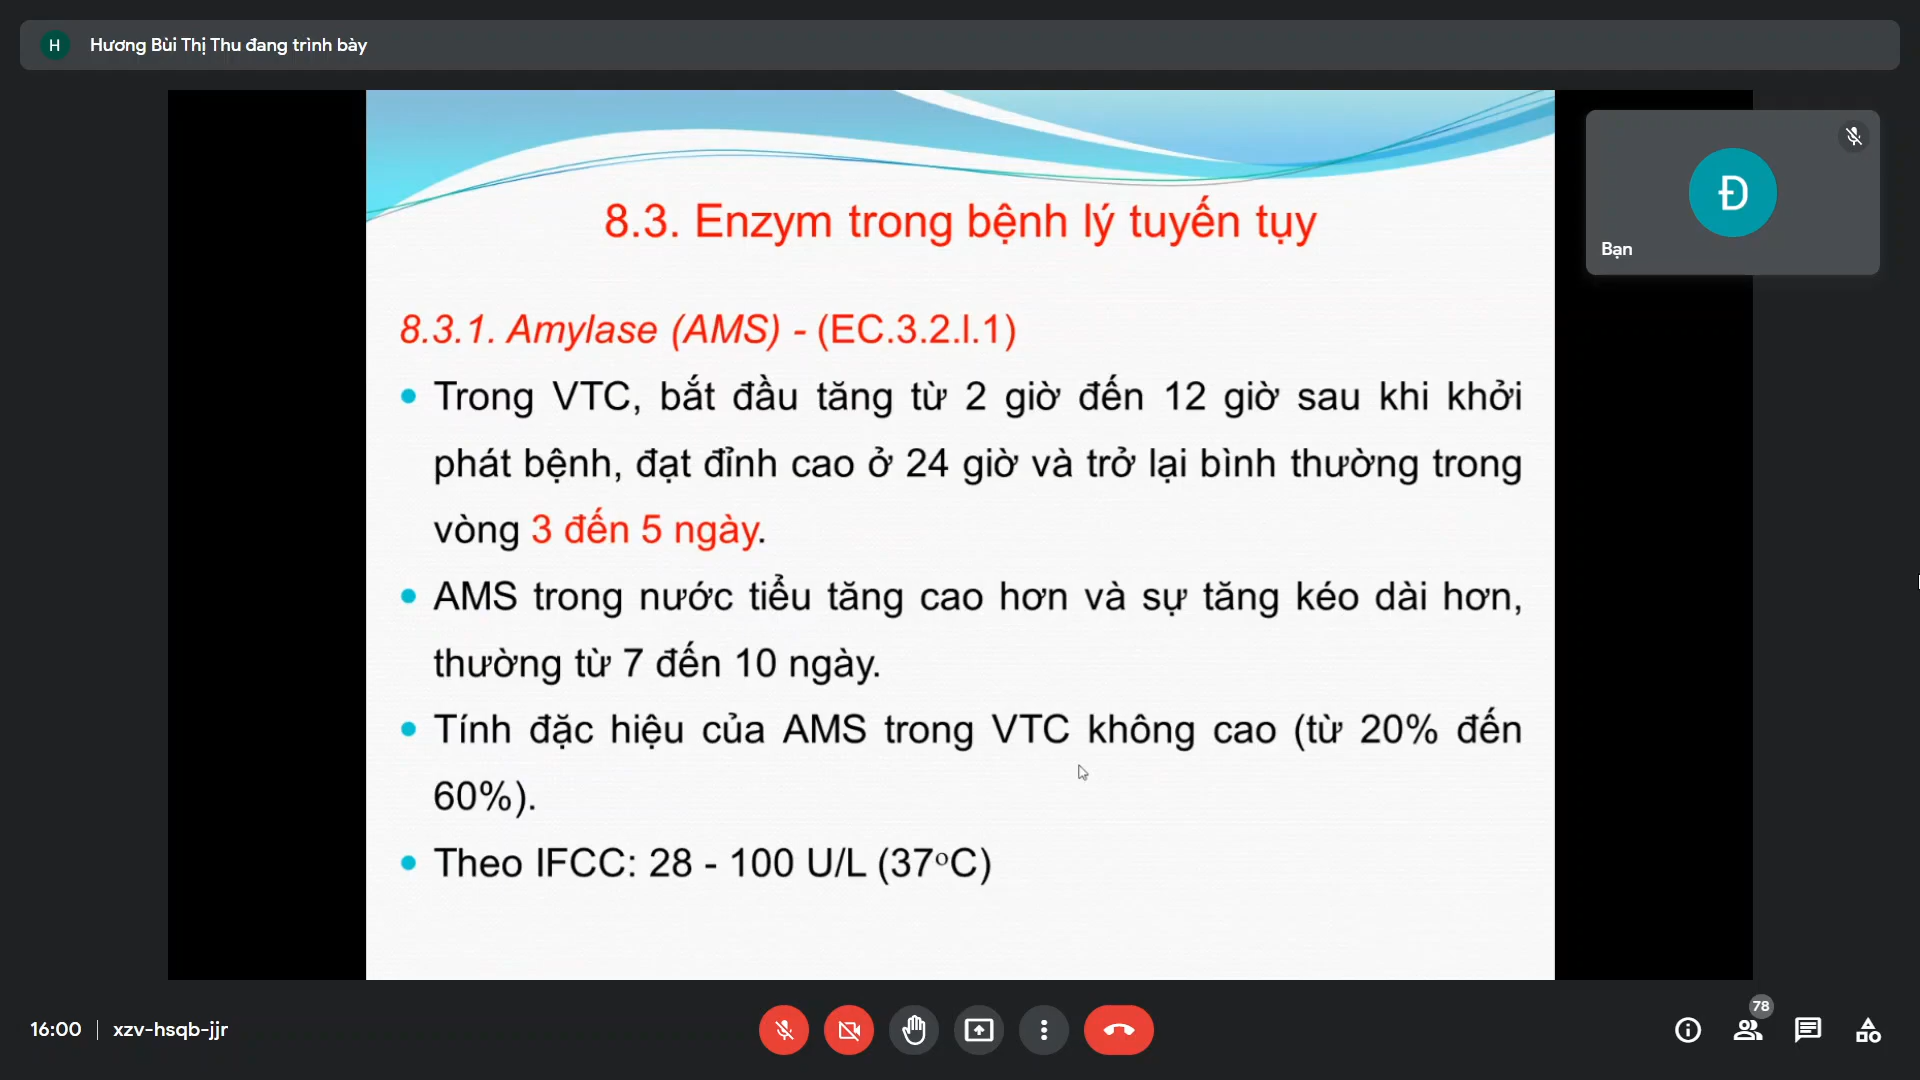 H
Hương Bùi Thị Thu đang trình bày
8.3. Enzym trong bệnh lý tuyến tụy
8.3.1. Amylase (AMS) - (EC.3.2.l.1)
• Trong VTC, bắt đầu tăng từ 2 giờ đến 12 giờ sau khi khởi
phát bệnh, đạt đỉnh cao ở 24 giờ và trở lại bình thường trong
vòng 3 đến 5 ngày.
• AMS trong nước tiểu tăng cao hơn và sự tăng kéo dài hơn,
thường từ 7 đến 10 ngày.
• Tính đặc hiệu của AMS trong VTC không cao (từ 20% đến
60%).
• Theo IFCC: 28 - 100 U/L (37ºC)
Đ
Bạn
16:00 | xzv-hsqb-jjr
78